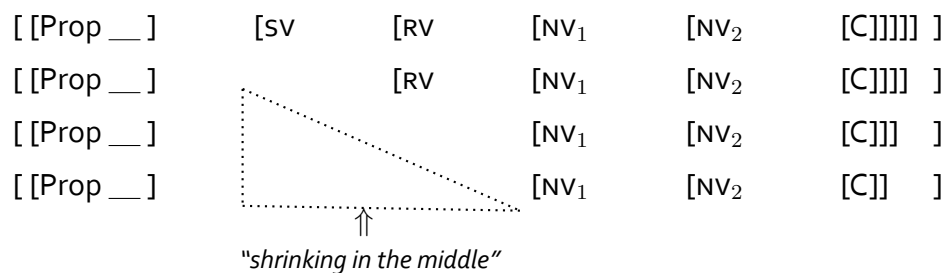 [ [Prop __ ] [SV [RV [NV₁ [NV₂ [C]]]]] ]
[ [Prop __ ] [RV [NV₁ [NV₂ [C]]]] ]
[ [Prop __ ] [NV₁ [NV₂ [C]]] ]
[ [Prop __ ] [NV₁ [NV₂ [C]] ]
⇑
"shrinking in the middle"